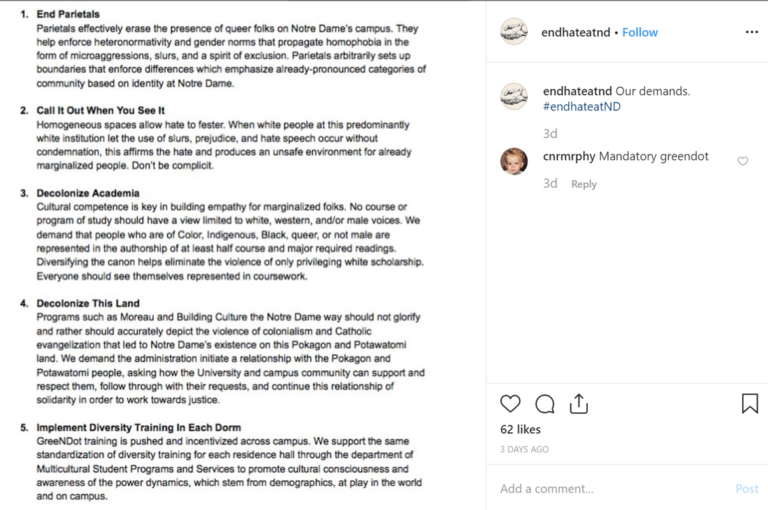 1. End Parietals
Parietals effectively erase the presence of queer folks on Notre Dame's campus. They
help enforce heteronormativity and gender norms that propagate homophobia in the
form of microaggressions, slurs, and a spirit of exclusion. Parietals arbitrarily sets up
boundaries that enforce differences which emphasize already-pronounced categories of
community based on identity at Notre Dame.
2. Call It Out When You See It
Homogeneous spaces allow hate to fester. When white people at this predominantly
white institution let the use of slurs, prejudice, and hate speech occur without
condemnation, this affirms the hate and produces an unsafe environment for already
marginalized people. Don't be complicit.
3. Decolonize Academia
Cultural competence is key in building empathy for marginalized folks. No course or
program of study should have a view limited to white, western, and/or male voices. We
demand that people who are of Color, Indigenous, Black, queer, or not male are
represented in the authorship of at least half course and major required readings.
Diversifying the canon helps eliminate the violence of only privileging white scholarship.
Everyone should see themselves represented in coursework.
4. Decolonize This Land
Programs such as Moreau and Building Culture the Notre Dame way should not glorify
and rather should accurately depict the violence of colonialism and Catholic
evangelization that led to Notre Dame's existence on this Pokagon and Potawatomi
land. We demand the administration initiate a relationship with the Pokagon and
Potawatomi people, asking how the University and campus community can support and
respect them, follow through with their requests, and continue this relationship of
solidarity in order to work towards justice.
5. Implement Diversity Training In Each Dorm
GreeNDot training is pushed and incentivized across campus. We support the same
standardization of diversity training for each residence hall through the department of
Multicultural Student Programs and Services to promote cultural consciousness and
awareness of the power dynamics, which stem from demographics, at play in the world
and on campus.
endhateatnd • Follow
endhateatnd Our demands.
#endhateatND
3d
cnrmrphy Mandatory greendot
3d Reply
62 likes
3 DAYS AGO
Add a comment... Post